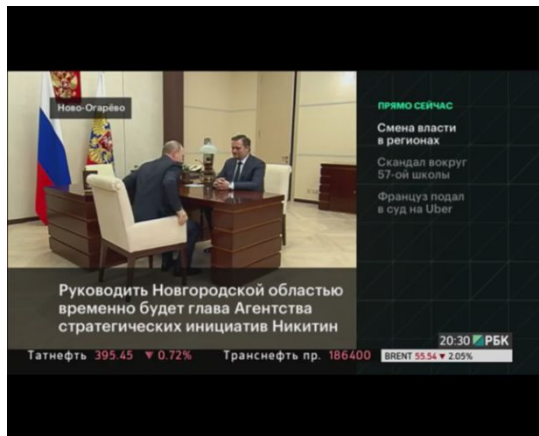 Ново-Огарёво
ПРЯМО СЕЙЧАС
Смена власти
в регионах
Скандал вокруг
57-ой школы
Француз подал
в суд на Uber
Руководить Новгородской областью
временно будет глава Агентства
стратегических инициатив Никитин
20:30 РБК
Татнефть 395.45 ▼ 0.72% Транснефть пр. 186400 BRENT 55.54 ▼ 2.05%